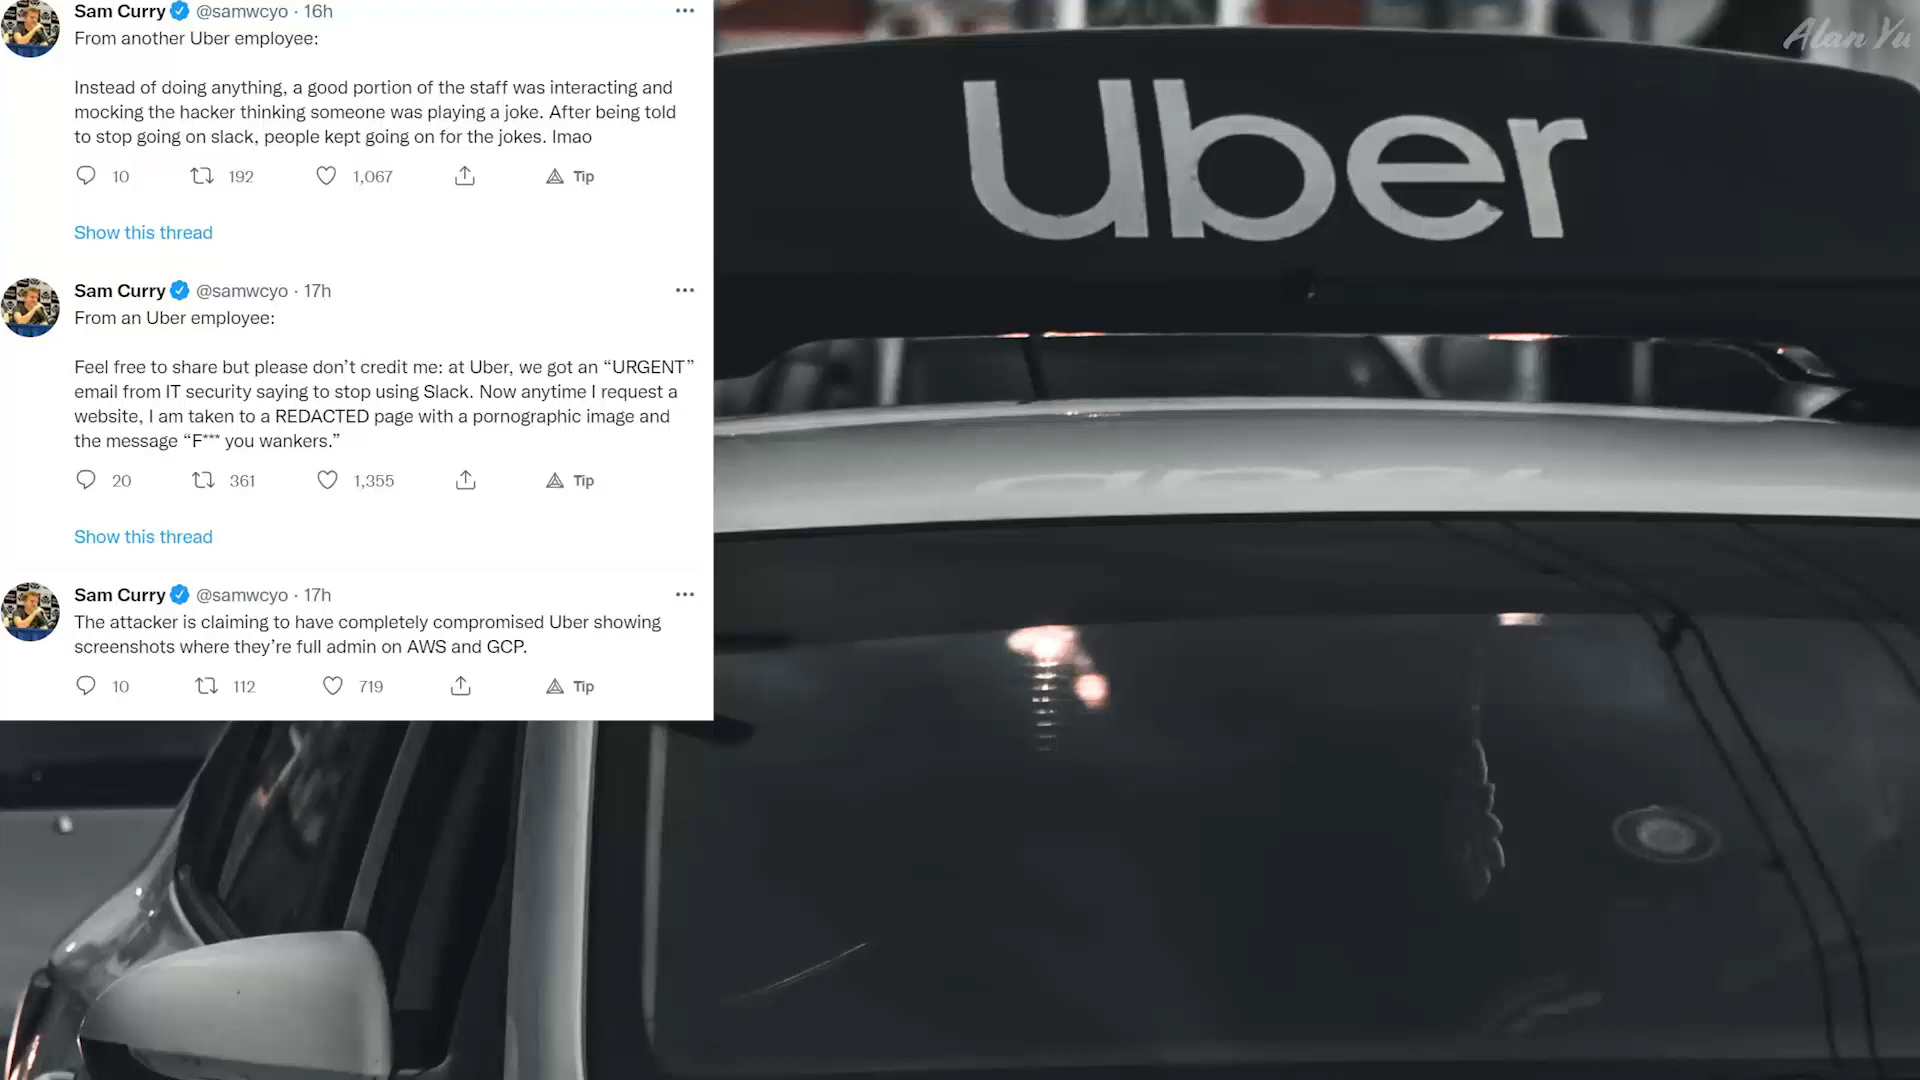 Sam Curry @samwcyo · 16h
From another Uber employee:
Instead of doing anything, a good portion of the staff was interacting and
mocking the hacker thinking someone was playing a joke. After being told
to stop going on slack, people kept going on for the jokes. lmao
10 192 1,067 Tip
Show this thread
Sam Curry @samwcyo · 17h
From an Uber employee:
Feel free to share but please don’t credit me: at Uber, we got an “URGENT”
email from IT security saying to stop using Slack. Now anytime I request a
website, I am taken to a REDACTED page with a pornographic image and
the message “F*** you wankers.”
20 361 1,355 Tip
Show this thread
Sam Curry @samwcyo · 17h
The attacker is claiming to have completely compromised Uber showing
screenshots where they’re full admin on AWS and GCP.
10 112 719 Tip
Uber
Alan Yu